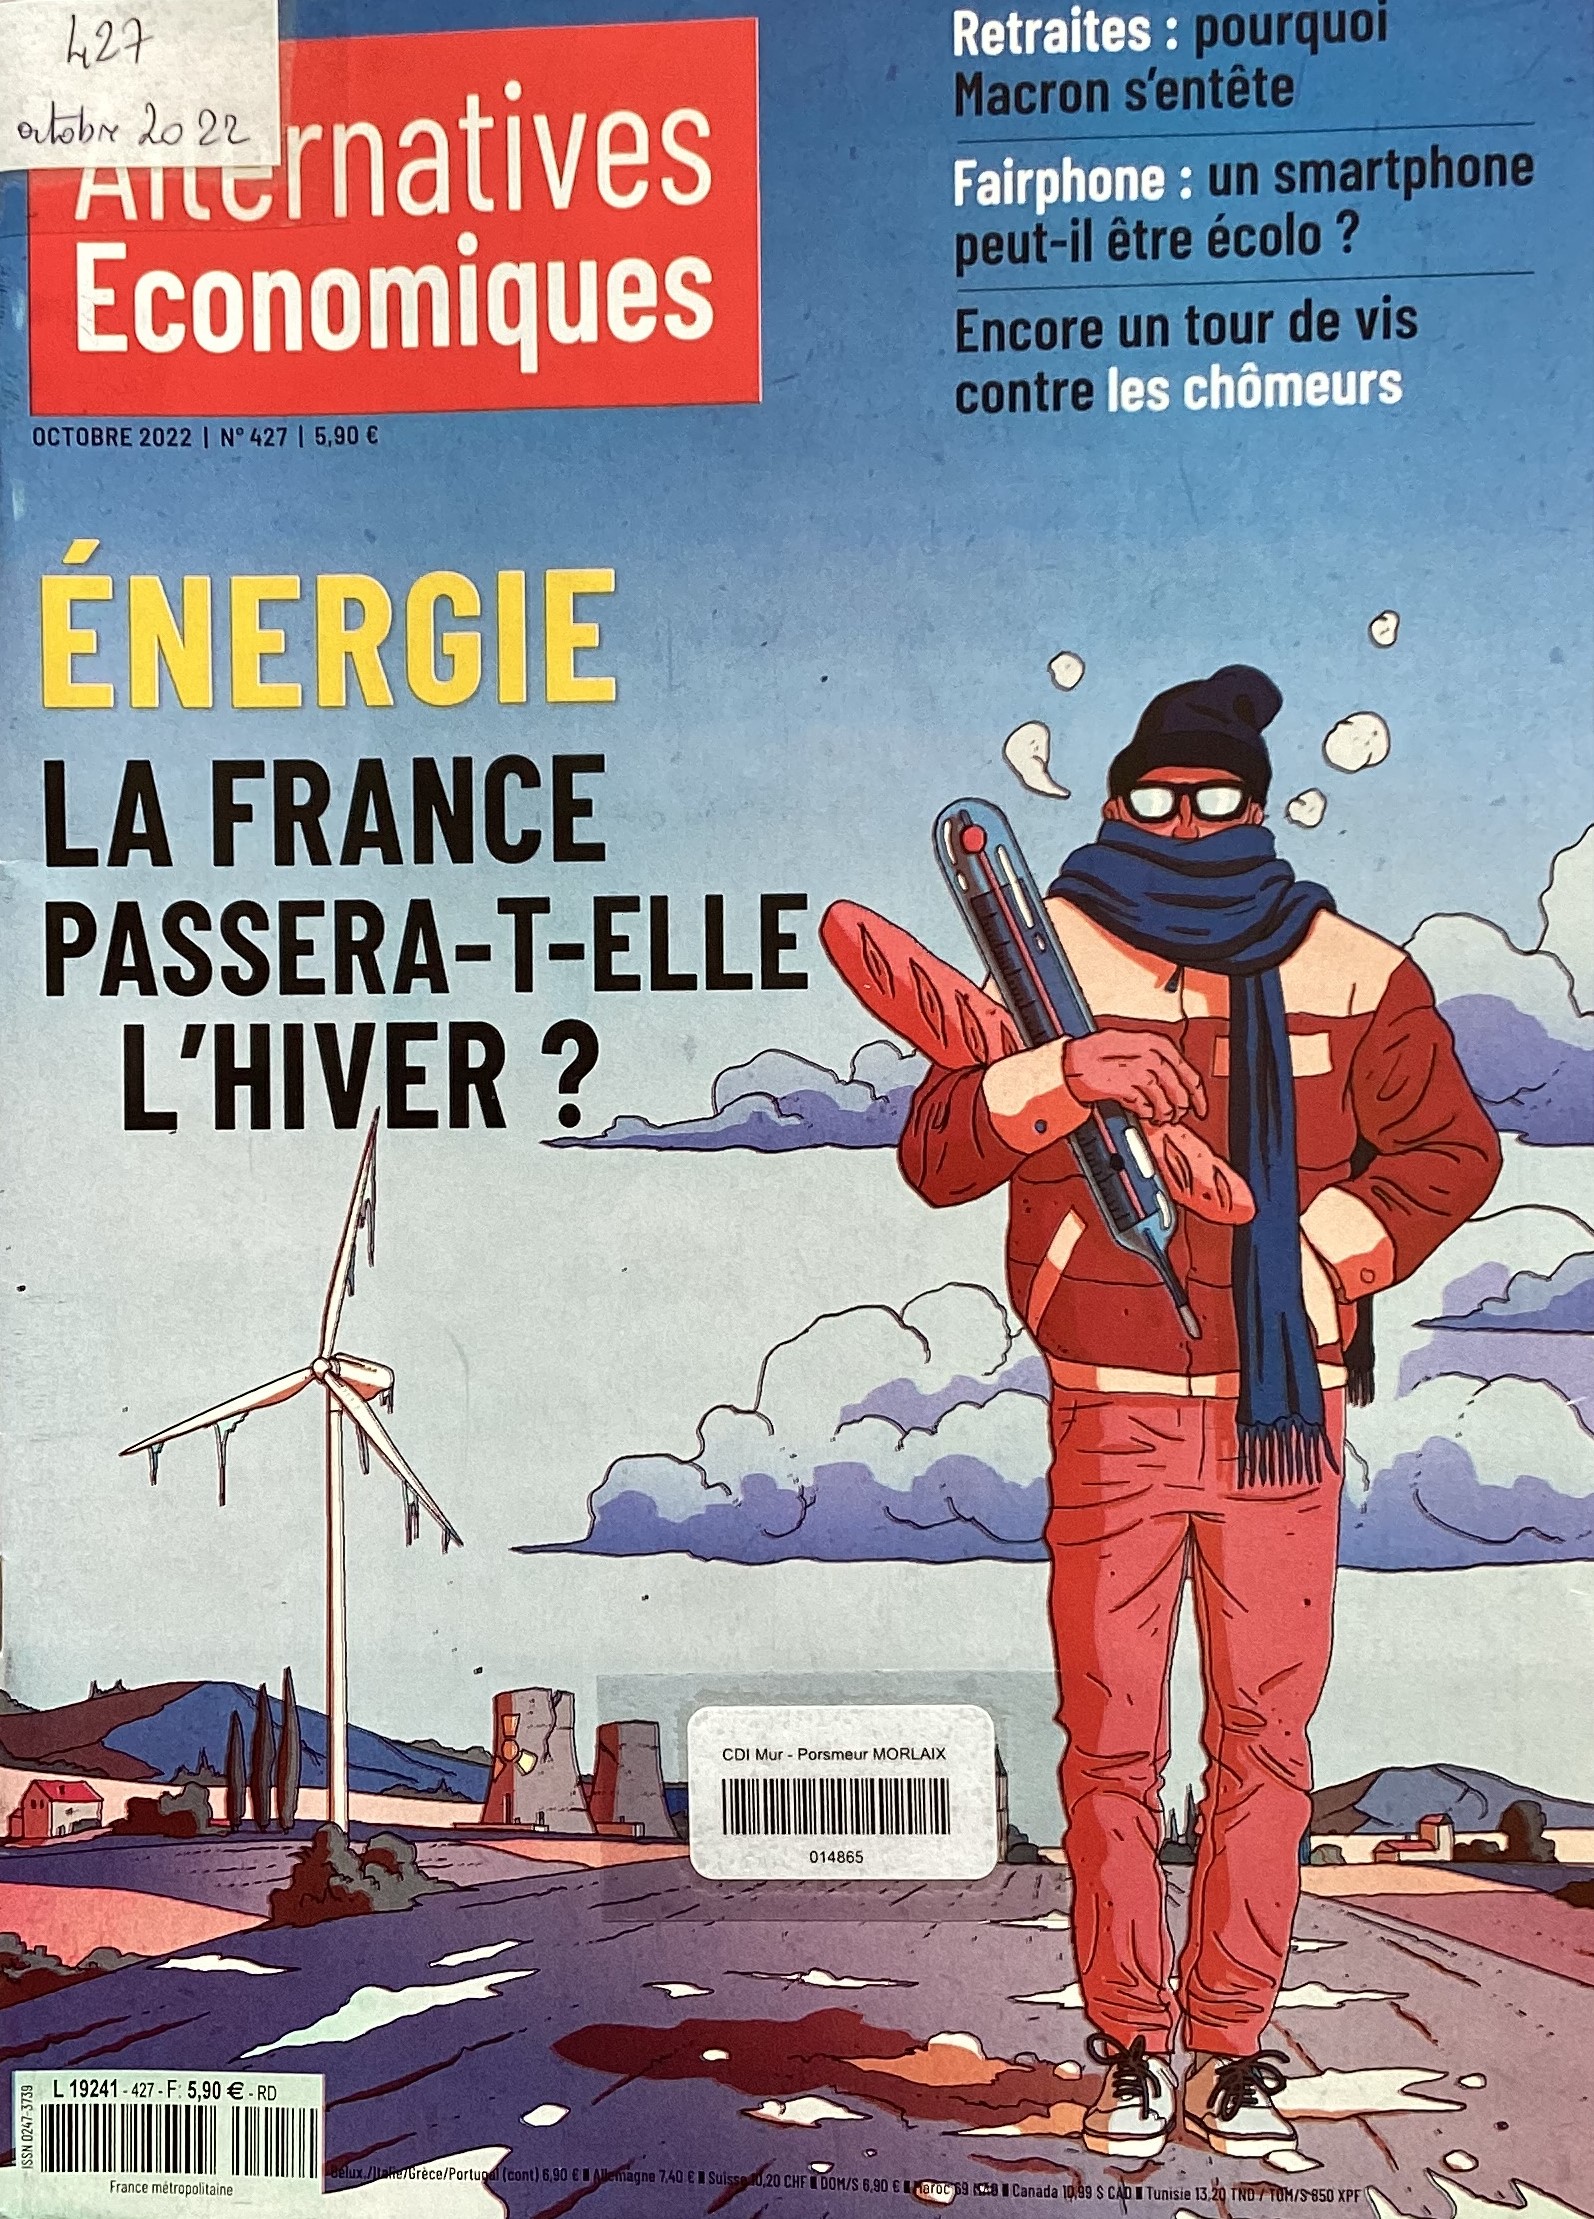 427
octobre 2022
Alternatives
Economiques
OCTOBRE 2022 | N° 427 | 5,90 €
Retraites : pourquoi
Macron s'entête
Fairphone : un smartphone
peut-il être écolo ?
Encore un tour de vis
contre les chômeurs
ÉNERGIE
LA FRANCE
PASSERA-T-ELLE
L'HIVER ?
CDI Mur - Porsmeur MORLAIX
014865
L 19241 - 427 - F: 5,90 € - RD
ISSN 0247-3739
France métropolitaine
Bélux./Italie/Grèce/Portugal (cont) 6,90 € ∎ Allemagne 7,40 € ∎ Suisse 10,20 CHF ∎ DOM/S 6,90 € ∎ Maroc 69 MAD ∎ Canada 10,99 $ CAD ∎ Tunisie 13,20 TND / TOM/S 850 XPF